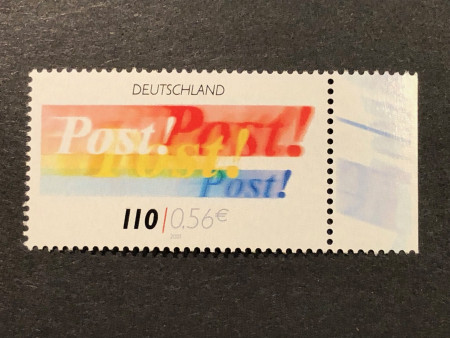 DEUTSCHLAND
Post! Post!
Post!
Post!
110|0,56€